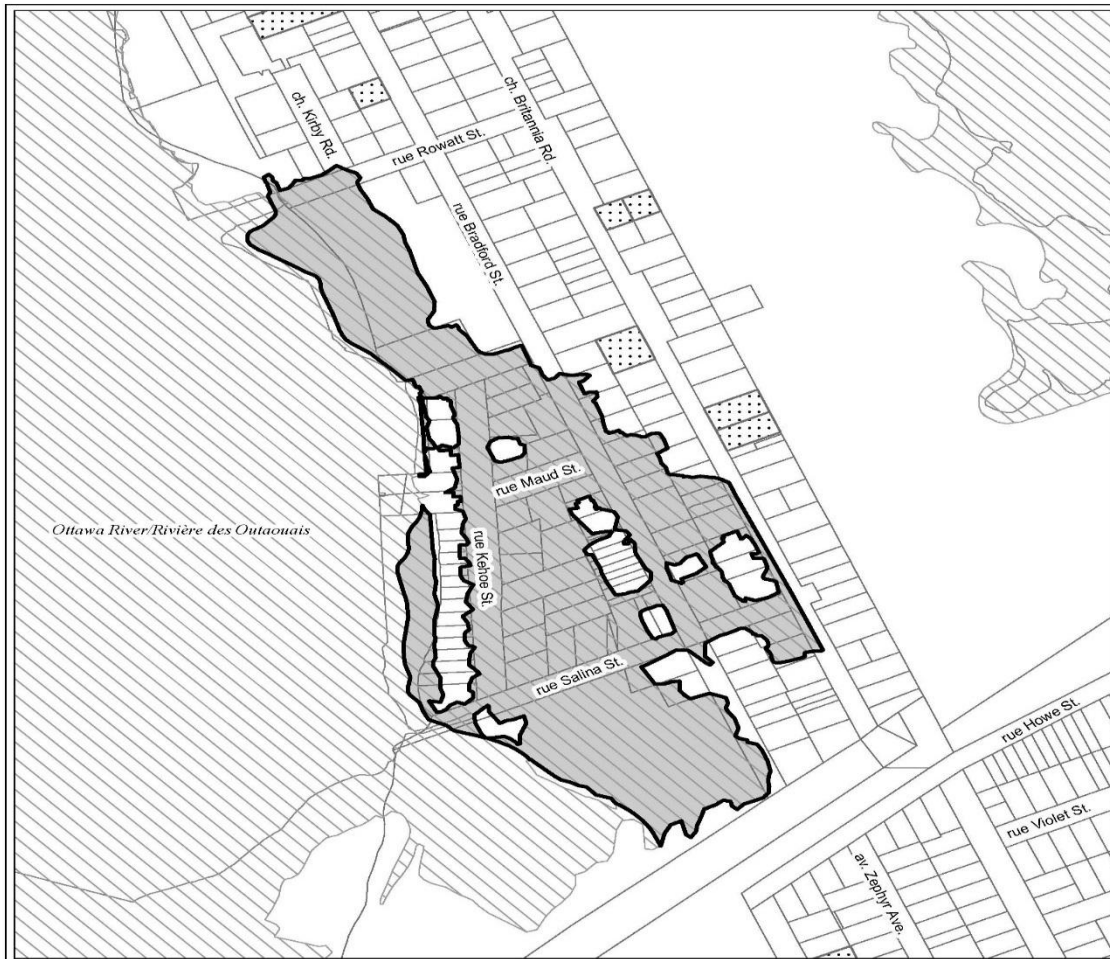 ch. Kirby Rd.
ch. Britannia Rd.
rue Rowatt St.
rue Bradford St.
rue Maud St.
Ottawa River/Rivière des Outaouais
rue Kehoe St.
rue Salina St.
rue Howe St.
rue Violet St.
av. Zephyr Ave.